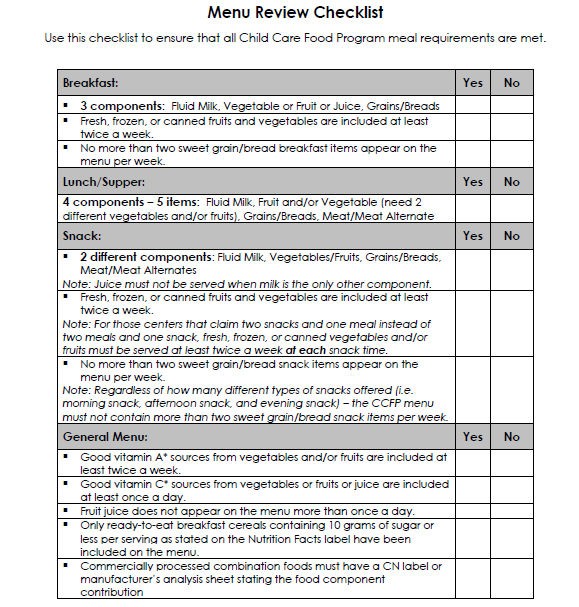 Menu Review Checklist
Use this checklist to ensure that all Child Care Food Program meal requirements are met.
Breakfast: Yes No
▪ 3 components: Fluid Milk, Vegetable or Fruit or Juice, Grains/Breads
▪ Fresh, frozen, or canned fruits and vegetables are included at least
twice a week.
▪ No more than two sweet grain/bread breakfast items appear on the
menu per week.
Lunch/Supper: Yes No
4 components – 5 items: Fluid Milk, Fruit and/or Vegetable (need 2
different vegetables and/or fruits), Grains/Breads, Meat/Meat Alternate
Snack: Yes No
▪ 2 different components: Fluid Milk, Vegetables/Fruits, Grains/Breads,
Meat/Meat Alternates
Note: Juice must not be served when milk is the only other component.
▪ Fresh, frozen, or canned fruits and vegetables are included at least
twice a week.
Note: For those centers that claim two snacks and one meal instead of
two meals and one snack, fresh, frozen, or canned vegetables and/or
fruits must be served at least twice a week at each snack time.
▪ No more than two sweet grain/bread snack items appear on the
menu per week.
Note: Regardless of how many different types of snacks offered (i.e.
morning snack, afternoon snack, and evening snack) – the CCFP menu
must not contain more than two sweet grain/bread snack items per week.
General Menu: Yes No
▪ Good vitamin A* sources from vegetables and/or fruits are included at
least twice a week.
▪ Good vitamin C* sources from vegetables or fruits or juice are included
at least once a day.
▪ Fruit juice does not appear on the menu more than once a day.
▪ Only ready-to-eat breakfast cereals containing 10 grams of sugar or
less per serving as stated on the Nutrition Facts label have been
included on the menu.
▪ Commercially processed combination foods must have a CN label or
manufacturer's analysis sheet stating the food component
contribution